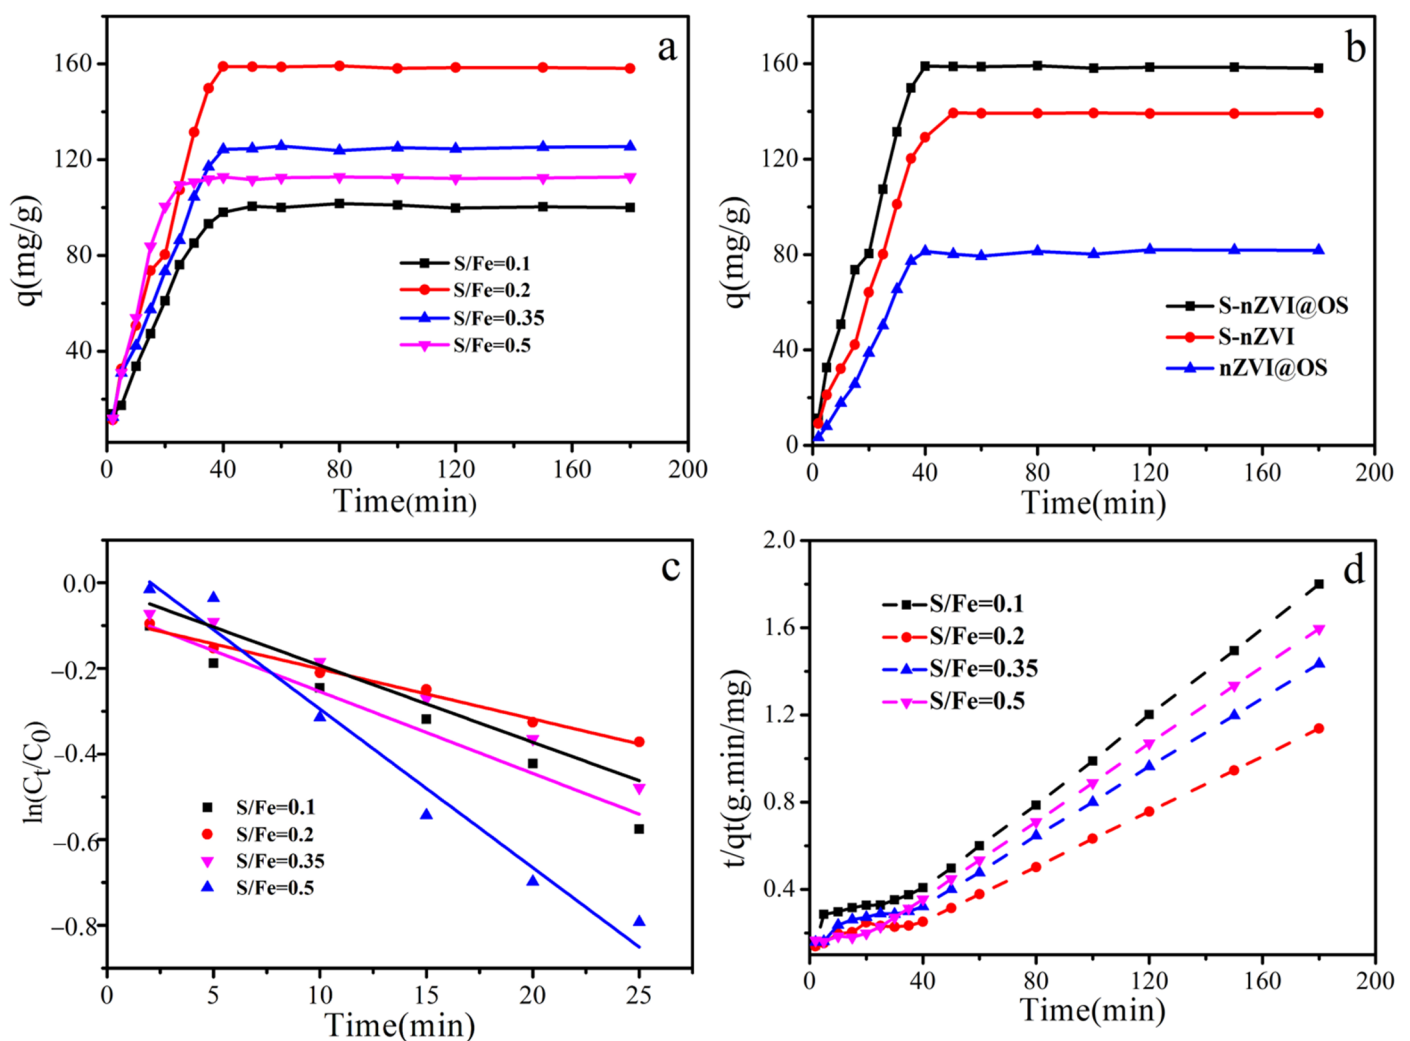 a
160
120
80
40
q(mg/g)
S/Fe=0.1
S/Fe=0.2
S/Fe=0.35
S/Fe=0.5
0 40 80 120 160 200
Time(min)
b
160
120
80
40
0
q(mg/g)
S-nZVI@OS
S-nZVI
nZVI@OS
0 40 80 120 160 200
Time(min)
c
0.0
−0.2
−0.4
−0.6
−0.8
ln(Ct/C0)
S/Fe=0.1
S/Fe=0.2
S/Fe=0.35
S/Fe=0.5
0 5 10 15 20 25
Time(min)
d
2.0
1.6
1.2
0.8
0.4
t/qt(g.min/mg)
S/Fe=0.1
S/Fe=0.2
S/Fe=0.35
S/Fe=0.5
0 40 80 120 160 200
Time(min)